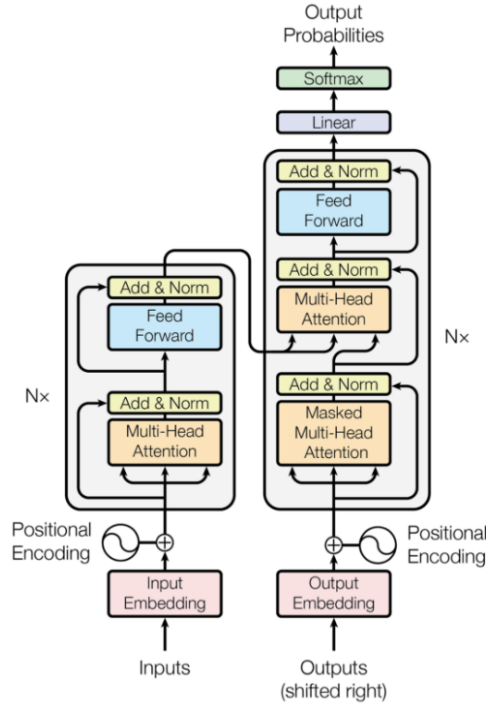 Output
Probabilities
Softmax
Linear
Add & Norm
Feed
Forward
Add & Norm
Multi-Head
Attention
Add & Norm
Masked
Multi-Head
Attention
N×
Add & Norm
Feed
Forward
Add & Norm
Multi-Head
Attention
N×
Positional
Encoding
Positional
Encoding
Input
Embedding
Output
Embedding
Inputs
Outputs
(shifted right)